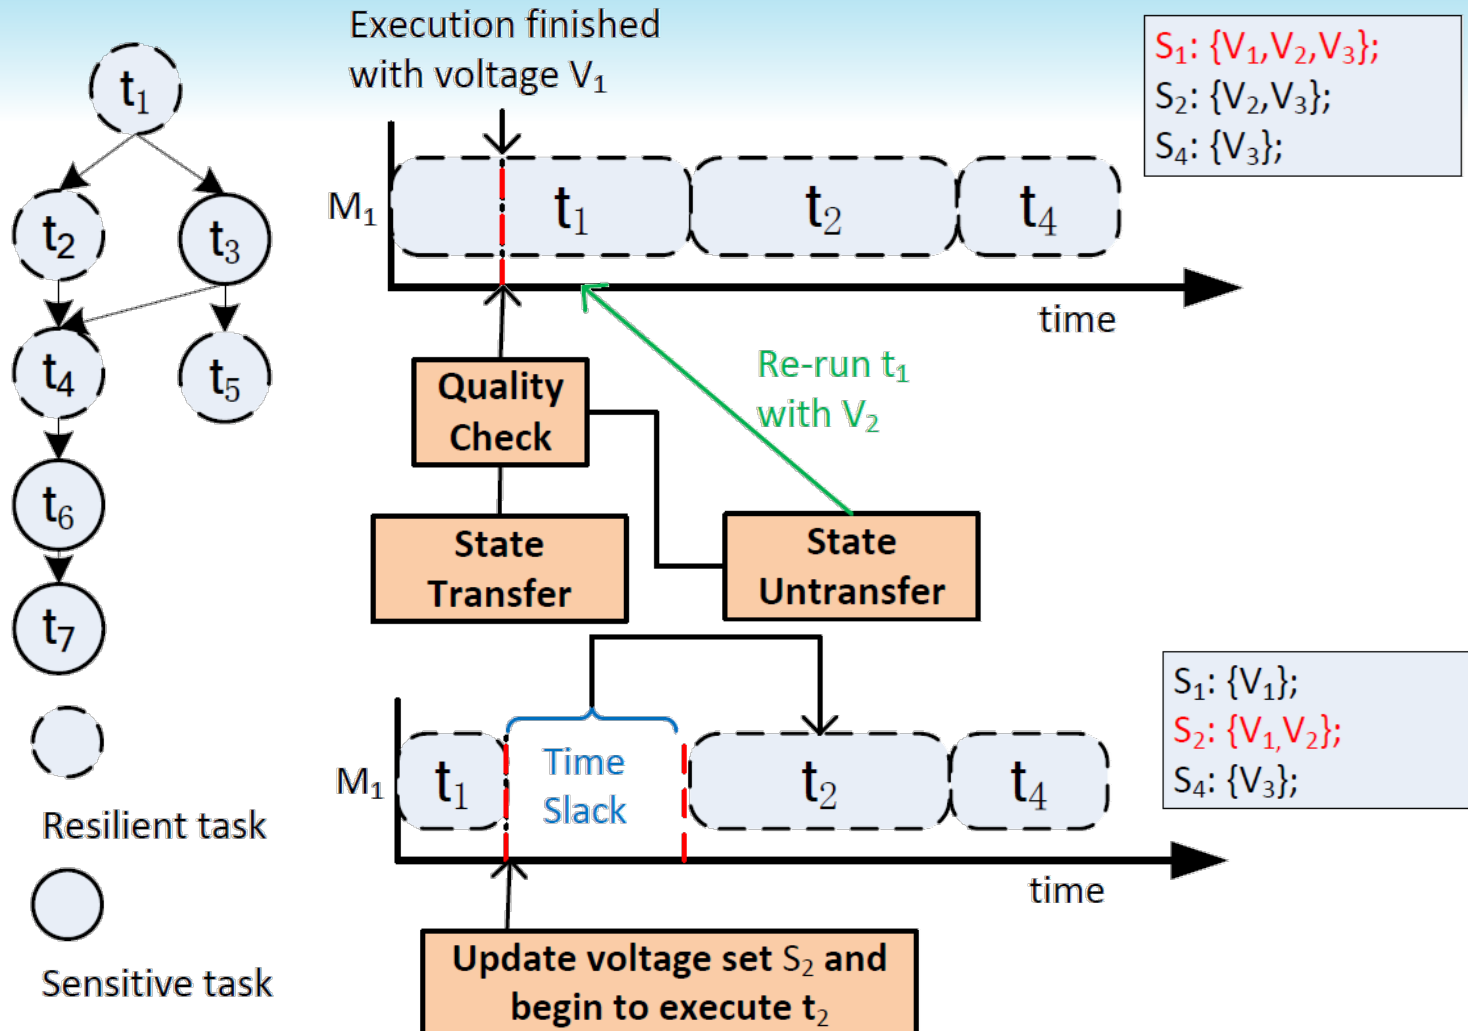 Execution finished
with voltage V₁
S₁: {V₁,V₂,V₃};
S₂: {V₂,V₃};
S₄: {V₃};
t₁
t₂
t₃
t₄
t₅
t₆
t₇
Resilient task
Sensitive task
M₁
t₁
t₂
t₄
time
Quality
Check
Re-run t₁
with V₂
State
Transfer
State
Untransfer
S₁: {V₁};
S₂: {V₁,V₂};
S₄: {V₃};
M₁
t₁
Time
Slack
t₂
t₄
time
Update voltage set S₂ and
begin to execute t₂